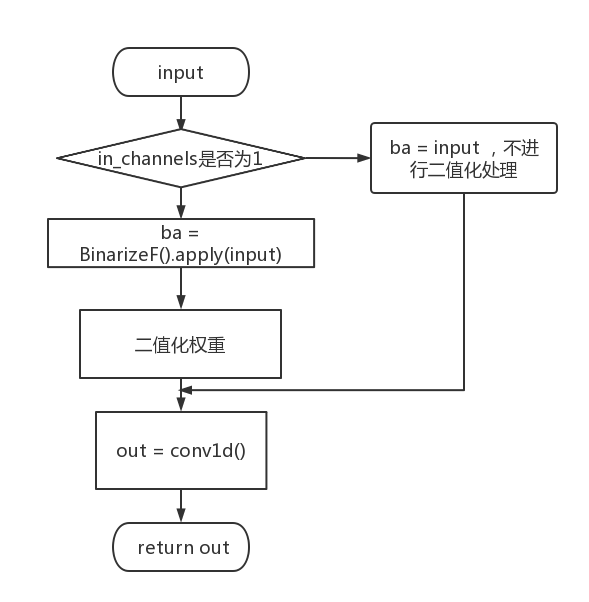 input
in_channels是否为1
ba = input ，不进
行二值化处理
ba =
BinarizeF().apply(input)
二值化权重
out = conv1d()
return out